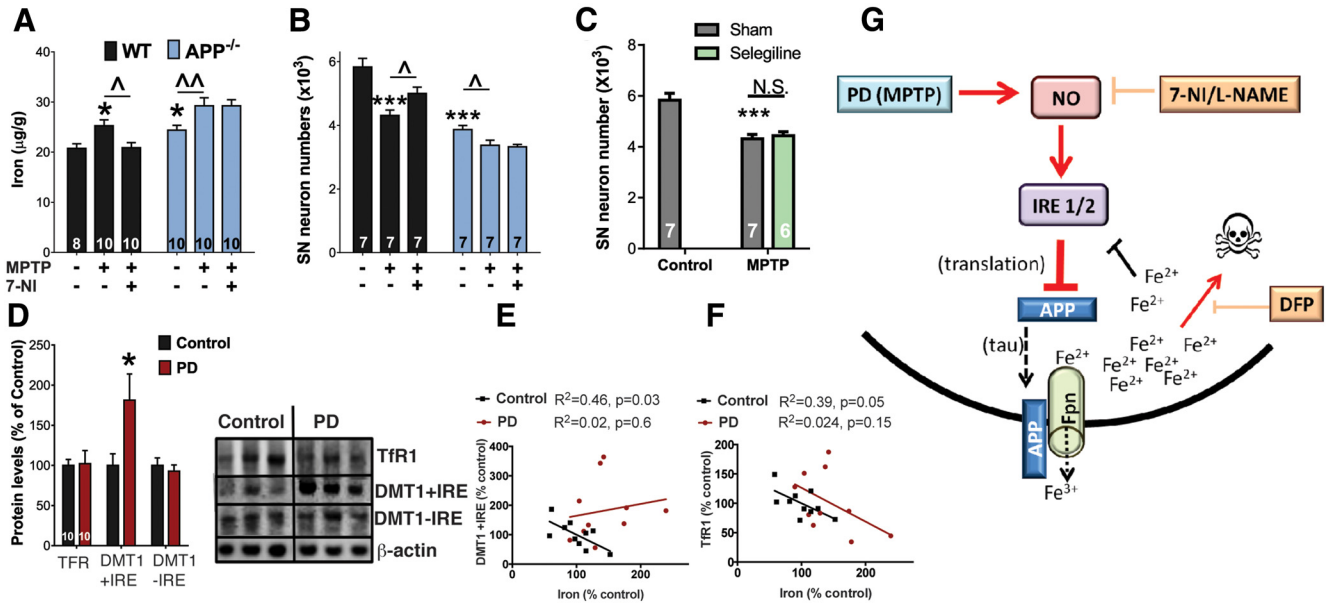 A
WT
APP-/-
Iron (μg/g)
40
30
20
10
0
^
^^
*
*
8
10
10
10
10
10
MPTP
- + + - + +
7-NI
- - + - - +
B
SN neuron numbers (x10³)
6
4
2
0
***
^
***
^
7
7
7
7
7
7
- + + - + +
- - + - - +
C
Sham
Selegiline
SN neuron number (X10³)
8
6
4
2
0
N.S.
***
7
7
6
Control
MPTP
D
Control
PD
Protein levels (% of Control)
250
200
150
100
50
0
*
10
10
TFR
DMT1
+IRE
DMT1
-IRE
Control
PD
TfR1
DMT1+IRE
DMT1-IRE
β-actin
E
Control R²=0.46, p=0.03
PD R²=0.02, p=0.6
DMT1 +IRE (% control)
400
300
200
100
0
0
100
200
Iron (% control)
F
Control R²=0.39, p=0.05
PD R²=0.024, p=0.15
TfR1 (% control)
200
150
100
50
0
0
100
200
Iron (% control)
G
PD (MPTP)
NO
7-NI/L-NAME
IRE 1/2
(translation)
Fe²⁺
Fe²⁺
APP
DFP
(tau)
Fe²⁺
Fe²⁺
Fe²⁺
Fe²⁺
Fe²⁺
Fe²⁺
Fe²⁺
APP
Fpn
Fe³⁺